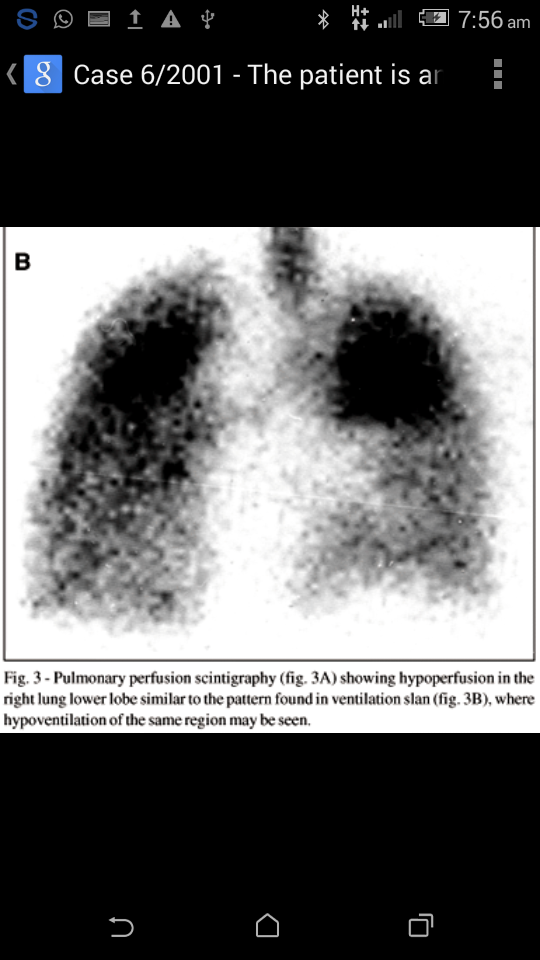 H+
7:56 am
g Case 6/2001 - The patient is ar
B
Fig. 3 - Pulmonary perfusion scintigraphy (fig. 3A) showing hypoperfusion in the
right lung lower lobe similar to the pattern found in ventilation slan (fig. 3B), where
hypoventilation of the same region may be seen.